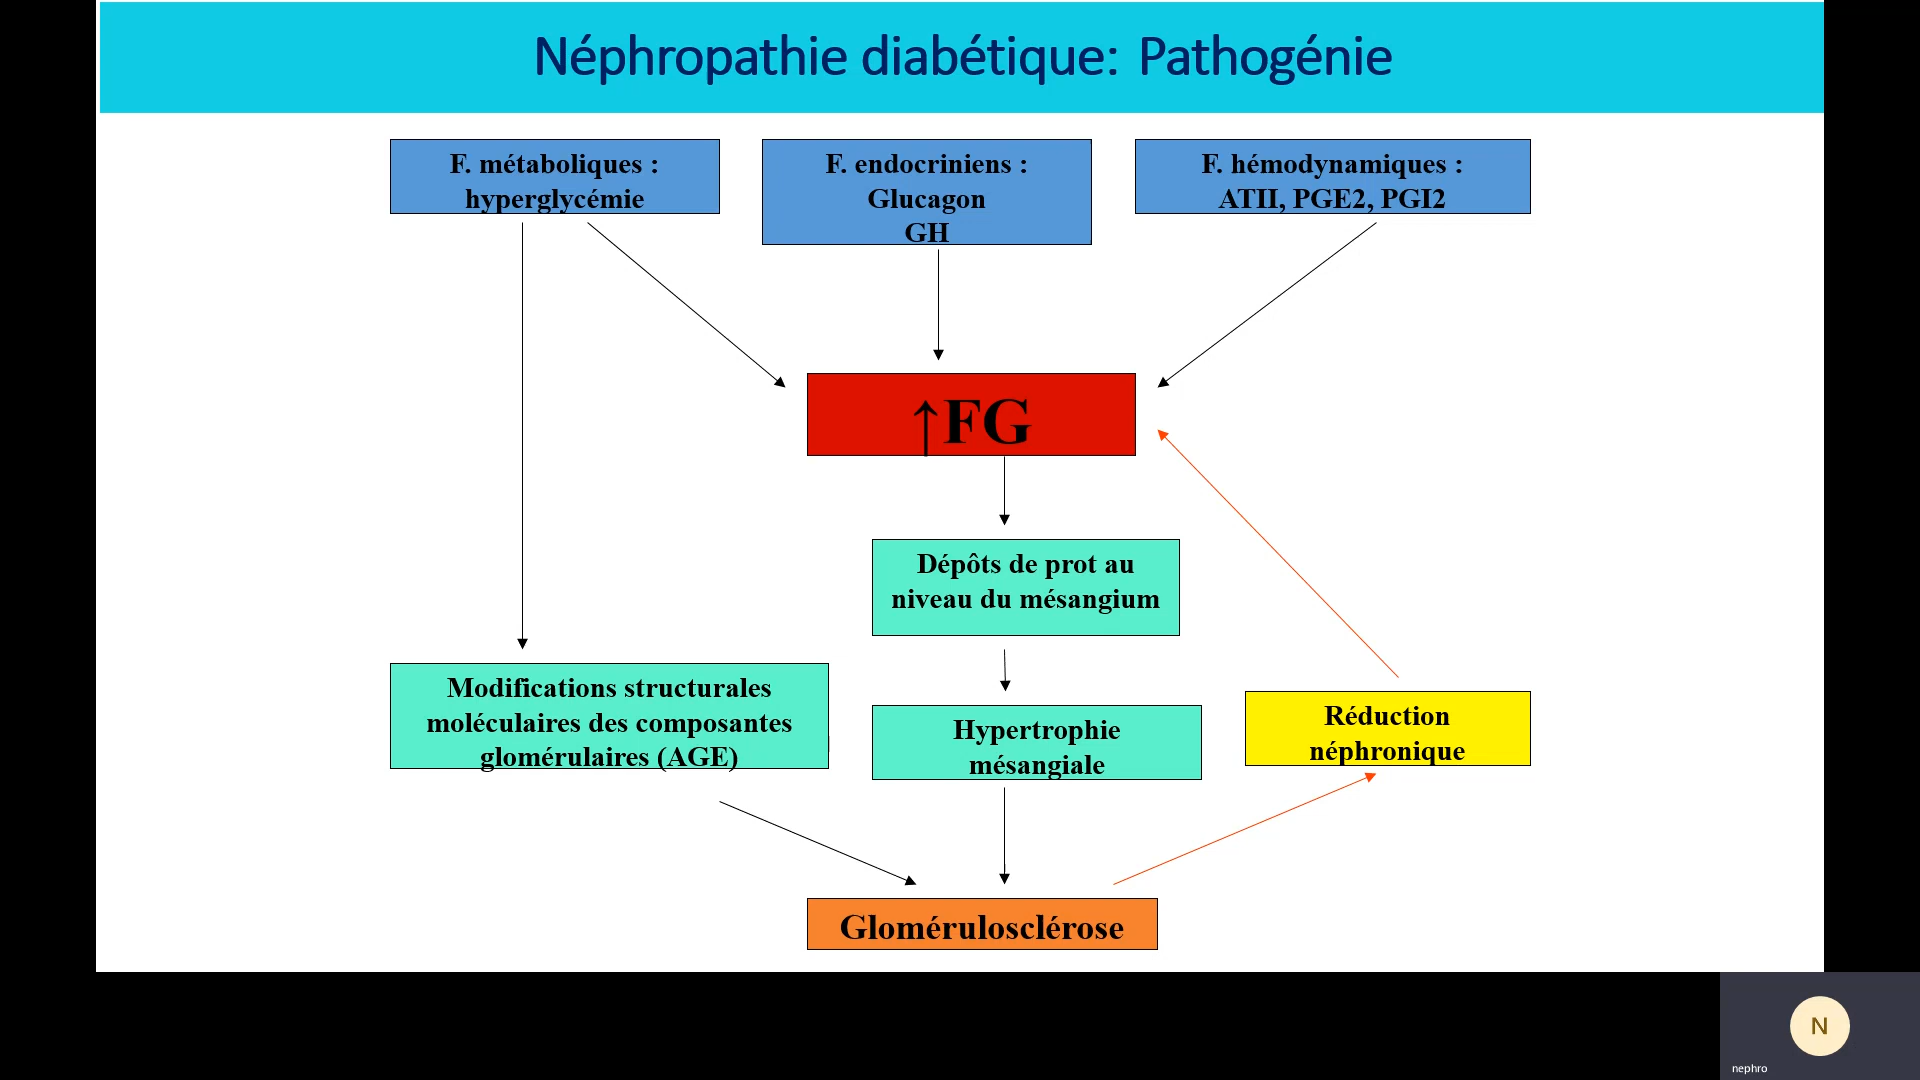 Néphropathie diabétique: Pathogénie
F. métaboliques :
hyperglycémie
F. endocriniens :
Glucagon
GH
F. hémodynamiques :
ATII, PGE2, PGI2
↑FG
Dépôts de prot au
niveau du mésangium
Modifications structurales
moléculaires des composantes
glomérulaires (AGE)
Hypertrophie
mésangiale
Réduction
néphronique
Glomérulosclérose
N
nephro